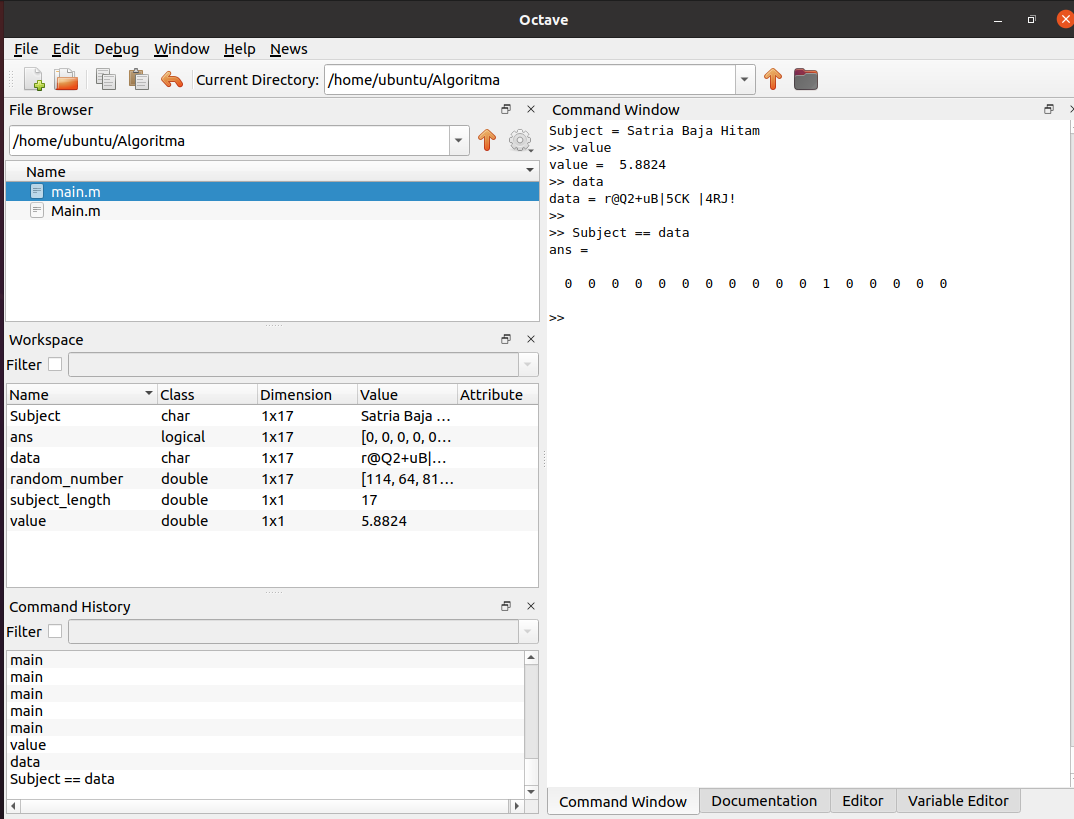 Octave
File Edit Debug Window Help News
Current Directory: /home/ubuntu/Algoritma
File Browser
/home/ubuntu/Algoritma
Name
main.m
Main.m
Workspace
Filter
Name Class Dimension Value Attribute
Subject char 1x17 Satria Baja ...
ans logical 1x17 [0, 0, 0, 0, 0...
data char 1x17 r@Q2+uB|...
random_number double 1x17 [114, 64, 81...
subject_length double 1x1 17
value double 1x1 5.8824
Command History
Filter
main
main
main
main
main
value
data
Subject == data
Command Window
Subject = Satria Baja Hitam
>> value
value =  5.8824
>> data
data = r@Q2+uB|5CK |4RJ!
>>
>> Subject == data
ans =
0 0 0 0 0 0 0 0 0 0 0 1 0 0 0 0 0
>>
Command Window Documentation Editor Variable Editor